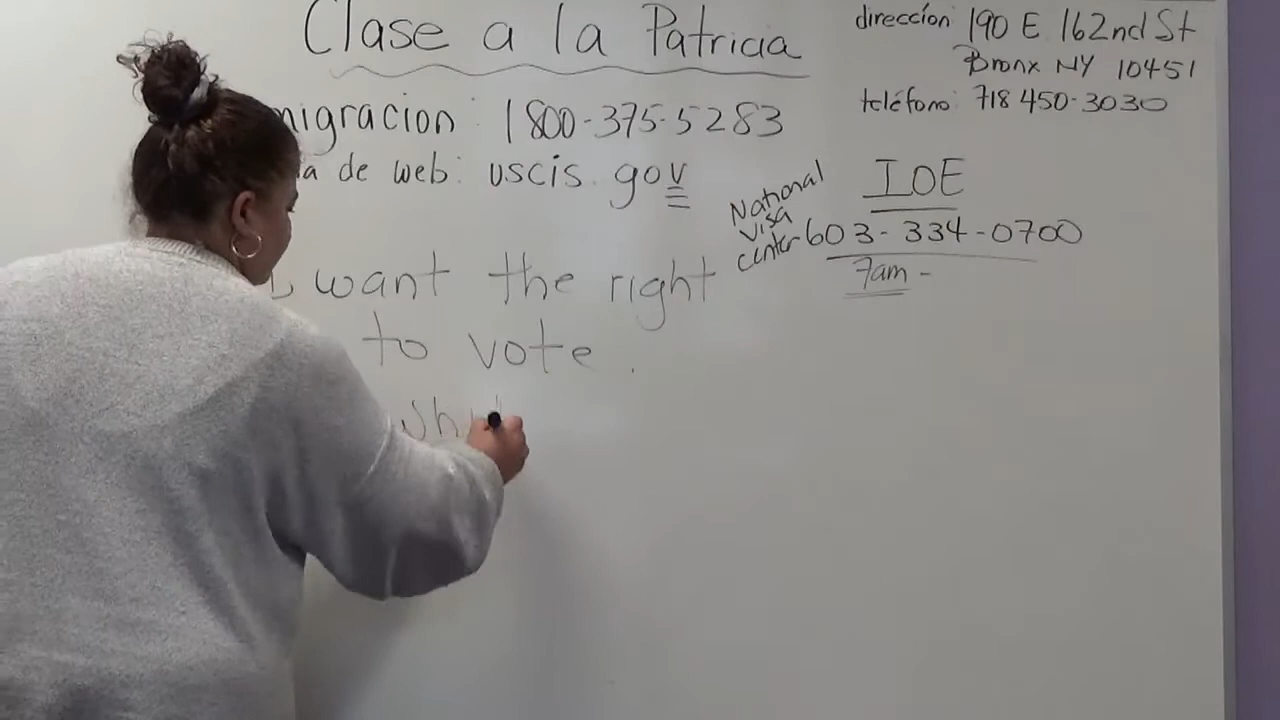 Clase a la Patricia
migracion: 1800-375-5283
a de web: uscis.gov
I want the right
to vote.
Whi
dirección: 190 E 162nd St
Bronx NY 10451
teléfono: 718 450-3030
IOE
National
Visa
Center 603-334-0700
7am -